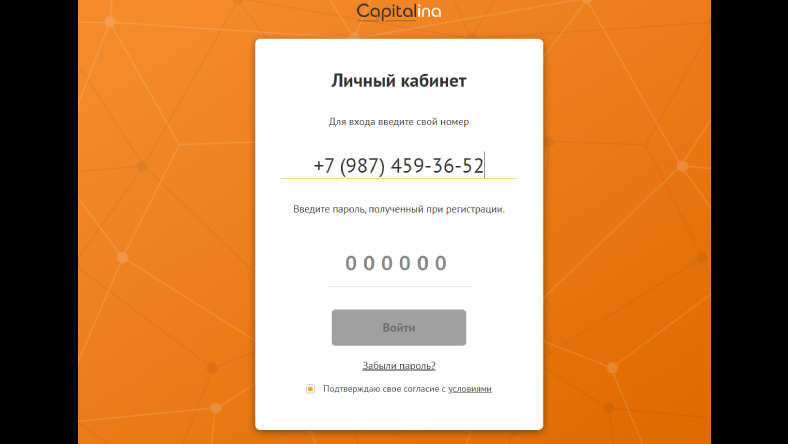 Capitalina
Личный кабинет
Для входа введите свой номер
+7 (987) 459-36-52
Введите пароль, полученный при регистрации.
000000
Войти
Забыли пароль?
Подтверждаю свое согласие с условиями